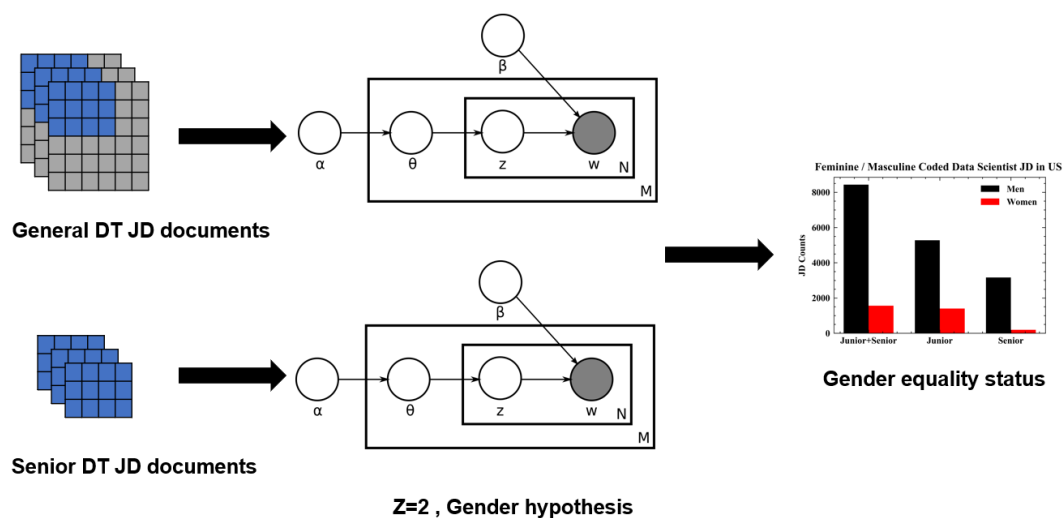 β
α
θ
z
w
N
M
General DT JD documents
β
α
θ
z
w
N
M
Senior DT JD documents
Z=2 , Gender hypothesis
Feminine / Masculine Coded Data Scientist JD in US
Men
Women
JD Counts
8000
6000
4000
2000
0
Junior+Senior Junior Senior
Gender equality status